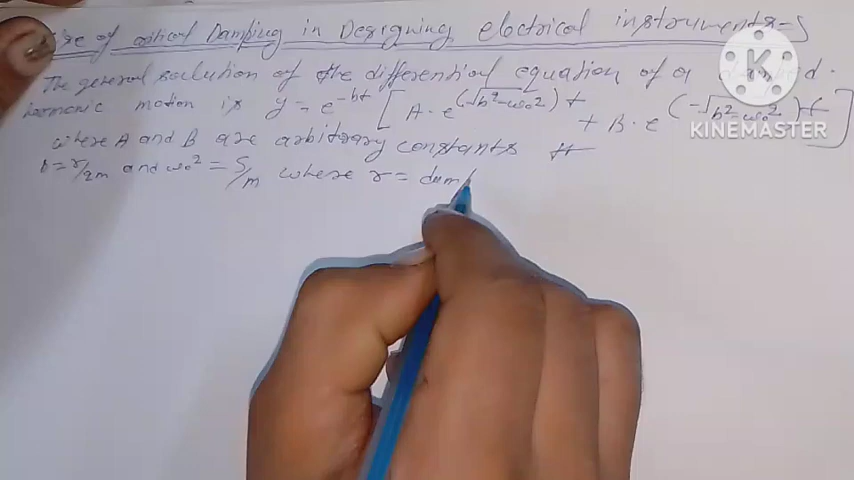 use of critical Damping in Designing electrical instruments:-
The general solution of the differential equation of a damped
harmonic motion is y = e^-bt [ A·e^(√b²-ω₀²)t + B·e^(-√b²-ω₀²)t ]
where A and B are arbitrary constants
b = r/2m and ω₀² = S/m where r = dam
KINEMASTER